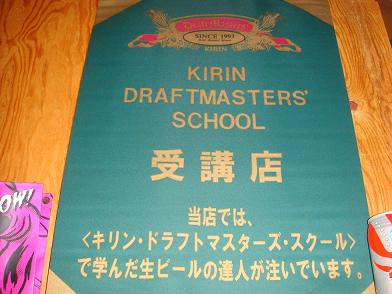 SINCE 1993
KIRIN
KIRIN
DRAFTMASTERS'
SCHOOL
受講店
当店では、
〈キリン・ドラフトマスターズ・スクール〉
で学んだ生ビールの達人が注いでいます。
OW!